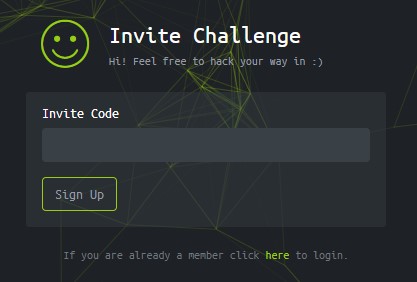 Invite Challenge
Hi! Feel free to hack your way in :)
Invite Code
Sign Up
If you are already a member click here to login.